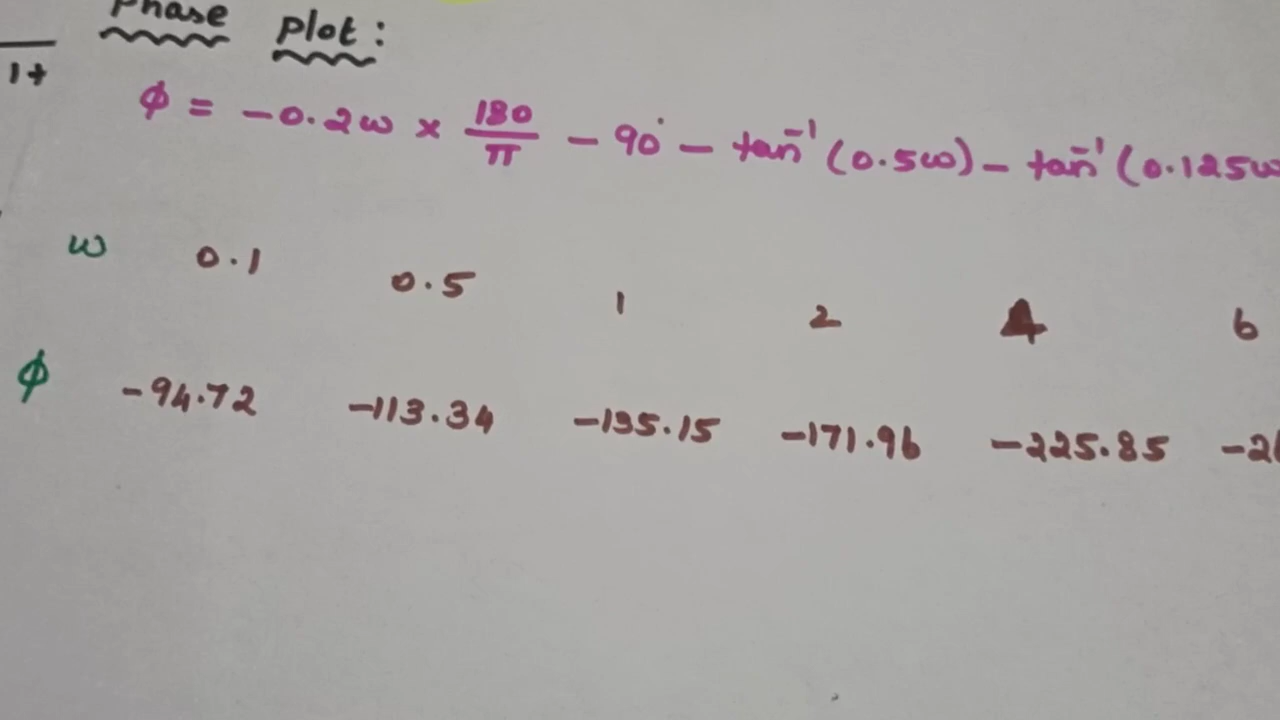 Phase Plot:
1+
ϕ = -0.2ω × 180/π - 90° - tan⁻¹(0.5ω) - tan⁻¹(0.125ω
ω 0.1 0.5 1 2 4 6
ϕ -94.72 -113.34 -135.15 -171.96 -225.85 -2